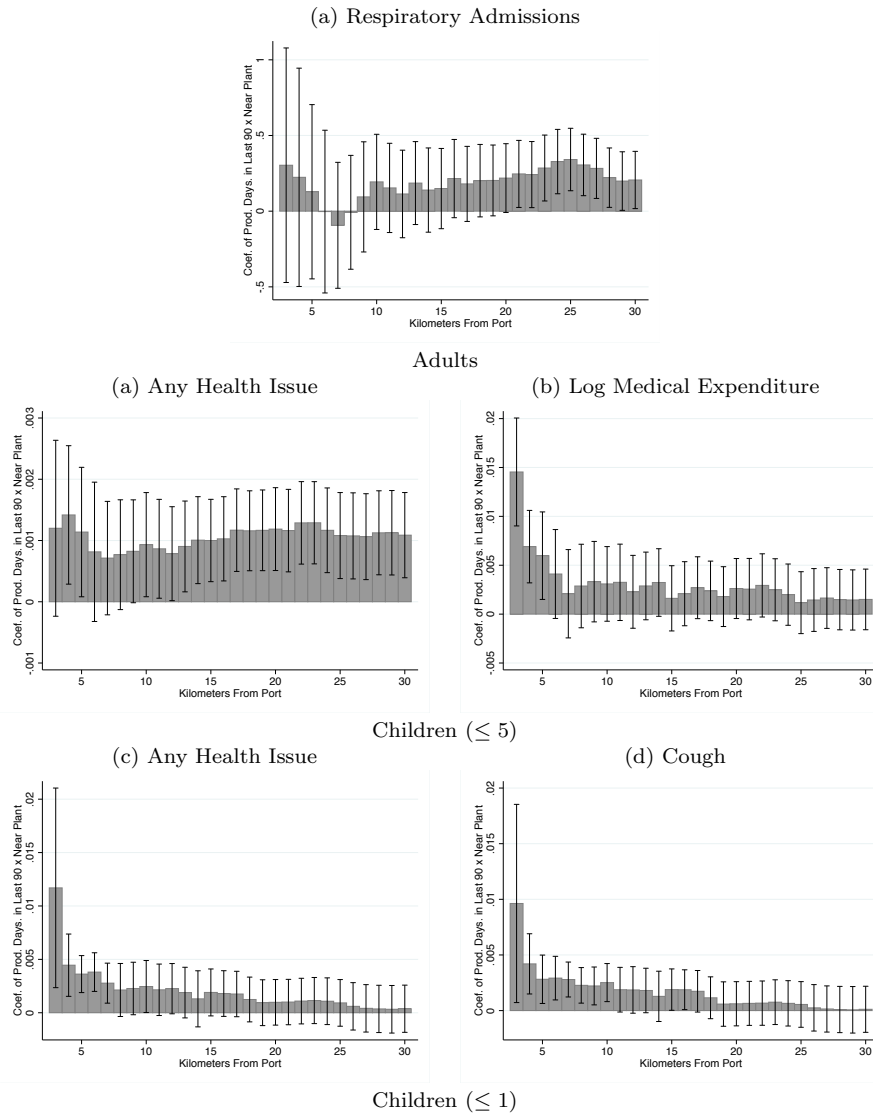 (a) Respiratory Admissions
Coef. of Prod. Days. in Last 90 x Near Plant
1
.5
0
-.5
5 10 15 20 25 30
Kilometers From Port
Adults
(a) Any Health Issue
Coef. of Prod. Days. in Last 90 x Near Plant
.003
.002
.001
0
-.001
5 10 15 20 25 30
Kilometers From Port
(b) Log Medical Expenditure
Coef. of Prod. Days. in Last 90 x Near Plant
.02
.015
.01
.005
0
-.005
5 10 15 20 25 30
Kilometers From Port
Children (≤ 5)
(c) Any Health Issue
Coef. of Prod. Days. in Last 90 x Near Plant
.02
.015
.01
.005
0
5 10 15 20 25 30
Kilometers From Port
(d) Cough
Coef. of Prod. Days. in Last 90 x Near Plant
.02
.015
.01
.005
0
5 10 15 20 25 30
Kilometers From Port
Children (≤ 1)